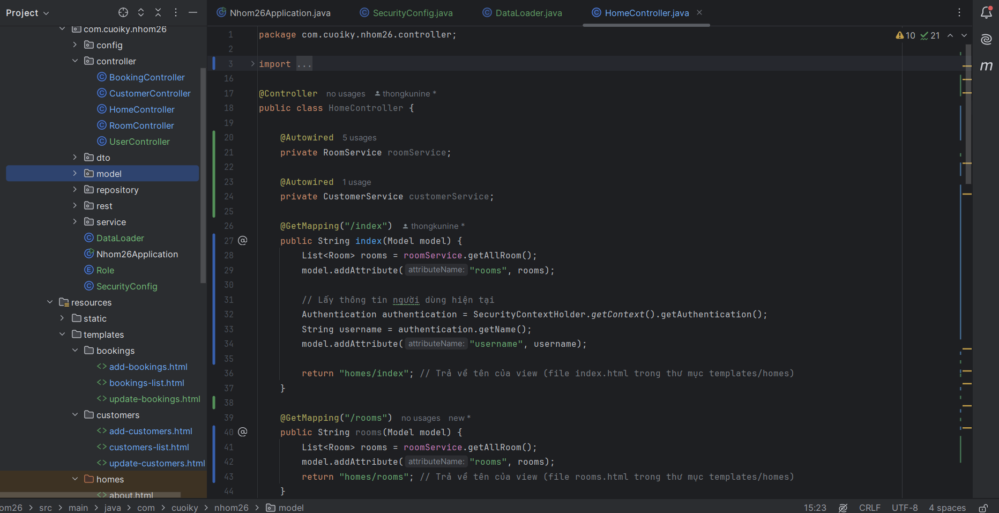 Project
Nhom26Application.java
SecurityConfig.java
DataLoader.java
HomeController.java
com.cuoiky.nhom26
config
controller
BookingController
CustomerController
HomeController
RoomController
UserController
dto
model
repository
rest
service
DataLoader
Nhom26Application
Role
SecurityConfig
resources
static
templates
bookings
add-bookings.html
bookings-list.html
update-bookings.html
customers
add-customers.html
customers-list.html
update-customers.html
homes
about.html
10 21
1 package com.cuoiky.nhom26.controller;
2
3 import ...
16
17 @Controller no usages thongkunine *
18 public class HomeController {
19
20 @Autowired 5 usages
21 private RoomService roomService;
22
23 @Autowired 1 usage
24 private CustomerService customerService;
25
26 @GetMapping("/index") thongkunine *
27 public String index(Model model) {
28 List<Room> rooms = roomService.getAllRoom();
29 model.addAttribute( attributeName: "rooms", rooms);
30
31 // Lấy thông tin người dùng hiện tại
32 Authentication authentication = SecurityContextHolder.getContext().getAuthentication();
33 String username = authentication.getName();
34 model.addAttribute( attributeName: "username", username);
35
36 return "homes/index"; // Trả về tên của view (file index.html trong thư mục templates/homes)
37 }
38
39 @GetMapping("/rooms") no usages new *
40 public String rooms(Model model) {
41 List<Room> rooms = roomService.getAllRoom();
42 model.addAttribute( attributeName: "rooms", rooms);
43 return "homes/rooms"; // Trả về tên của view (file rooms.html trong thư mục templates/homes)
44 }
m
om26 > src > main > java > com > cuoiky > nhom26 > model
15:23 CRLF UTF-8 4 spaces